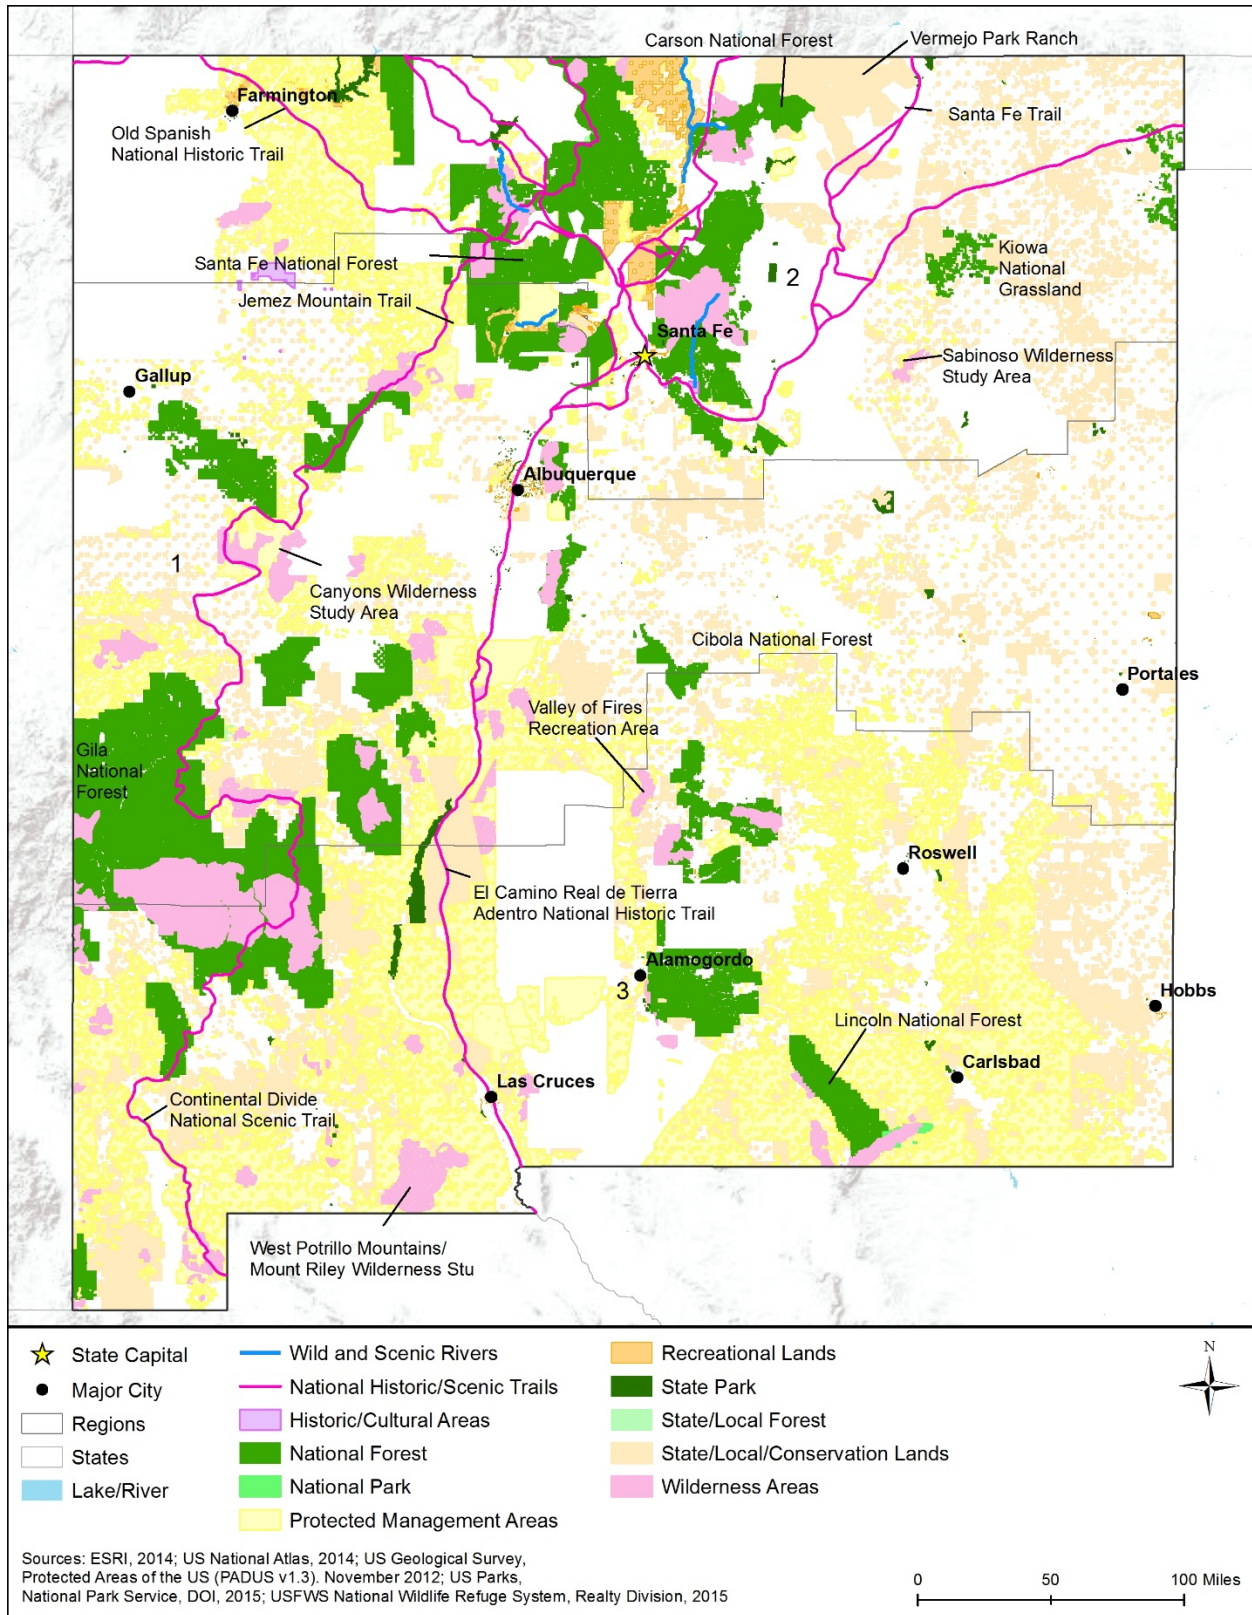 Carson National Forest
Vermejo Park Ranch
Farmington
Santa Fe Trail
Old Spanish
National Historic Trail
Kiowa
National
Grassland
Santa Fe National Forest
2
Jemez Mountain Trail
Santa Fe
Sabinoso Wilderness
Study Area
Gallup
Albuquerque
1
Canyons Wilderness
Study Area
Cibola National Forest
Portales
Valley of Fires
Recreation Area
Gila
National
Forest
Roswell
El Camino Real de Tierra
Adentro National Historic Trail
Alamogordo
3
Hobbs
Lincoln National Forest
Carlsbad
Las Cruces
Continental Divide
National Scenic Trail
West Potrillo Mountains/
Mount Riley Wilderness Stu
State Capital
Major City
Regions
States
Lake/River
Wild and Scenic Rivers
National Historic/Scenic Trails
Historic/Cultural Areas
National Forest
National Park
Protected Management Areas
Recreational Lands
State Park
State/Local Forest
State/Local/Conservation Lands
Wilderness Areas
N
Sources: ESRI, 2014; US National Atlas, 2014; US Geological Survey,
Protected Areas of the US (PADUS v1.3). November 2012; US Parks,
National Park Service, DOI, 2015; USFWS National Wildlife Refuge System, Realty Division, 2015
0 50 100 Miles